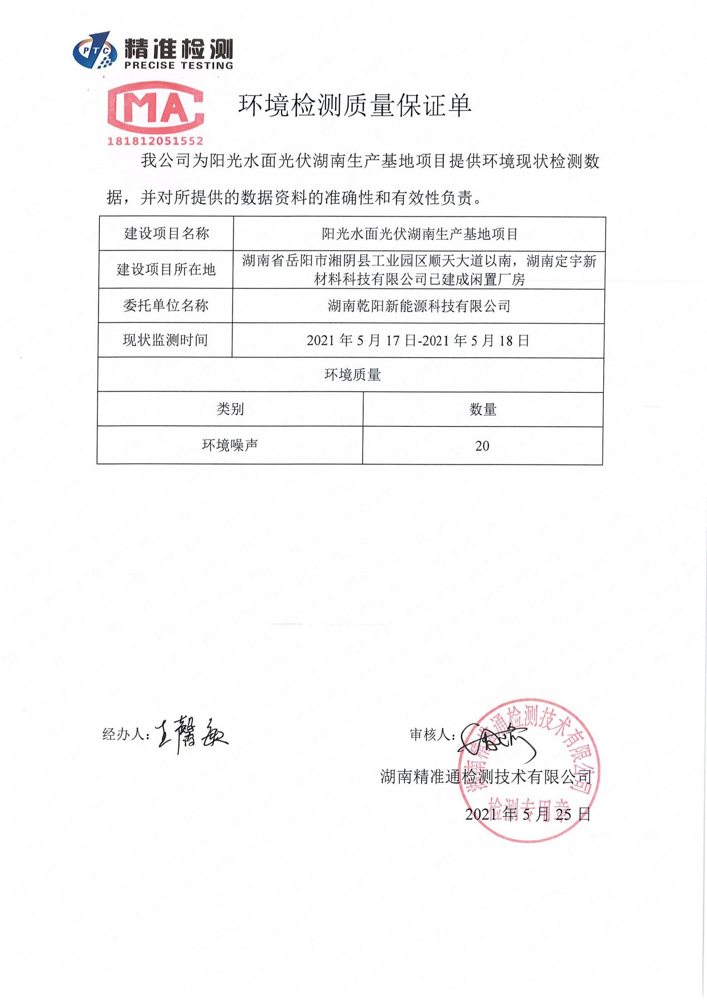 PTC 精准检测
PRECISE TESTING
MA
181812051552
环境检测质量保证单
我公司为阳光水面光伏湖南生产基地项目提供环境现状检测数
据，并对所提供的数据资料的准确性和有效性负责。
建设项目名称 阳光水面光伏湖南生产基地项目
建设项目所在地 湖南省岳阳市湘阴县工业园区顺天大道以南，湖南定宇新
材料科技有限公司已建成闲置厂房
委托单位名称 湖南乾阳新能源科技有限公司
现状监测时间 2021 年 5 月 17 日-2021 年 5 月 18 日
环境质量
类别 数量
环境噪声 20
经办人： 王馨敏 审核人：
湖南精准通检测技术有限公司
2021 年 5 月 25 日
湖南精准通检测技术有限公司
检测专用章